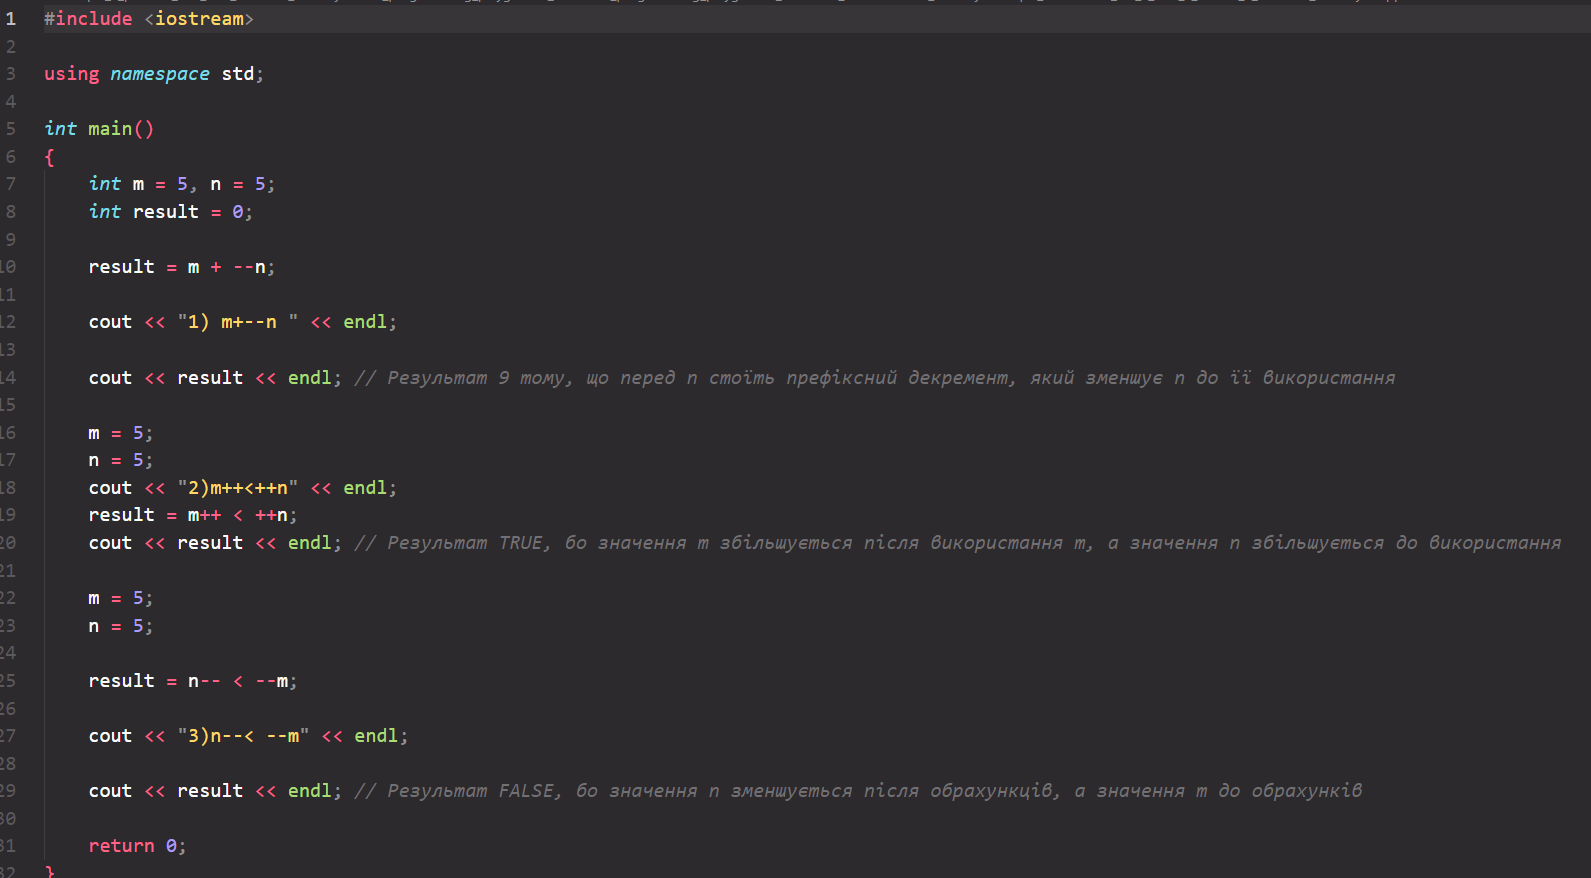 1 #include <iostream>
2
3 using namespace std;
4
5 int main()
6 {
7 int m = 5, n = 5;
8 int result = 0;
9
10 result = m + --n;
11
12 cout << "1) m+--n " << endl;
13
14 cout << result << endl; // Результат 9 тому, що перед n стоїть префіксний декремент, який зменшує n до її використання
15
16 m = 5;
17 n = 5;
18 cout << "2)m++<++n" << endl;
19 result = m++ < ++n;
20 cout << result << endl; // Результат TRUE, бо значення m збільшується після використання m, а значення n збільшується до використання
21
22 m = 5;
23 n = 5;
24
25 result = n-- < --m;
26
27 cout << "3)n--< --m" << endl;
28
29 cout << result << endl; // Результат FALSE, бо значення n зменшується після обрахункців, а значення m до обрахунків
30
31 return 0;
32 }